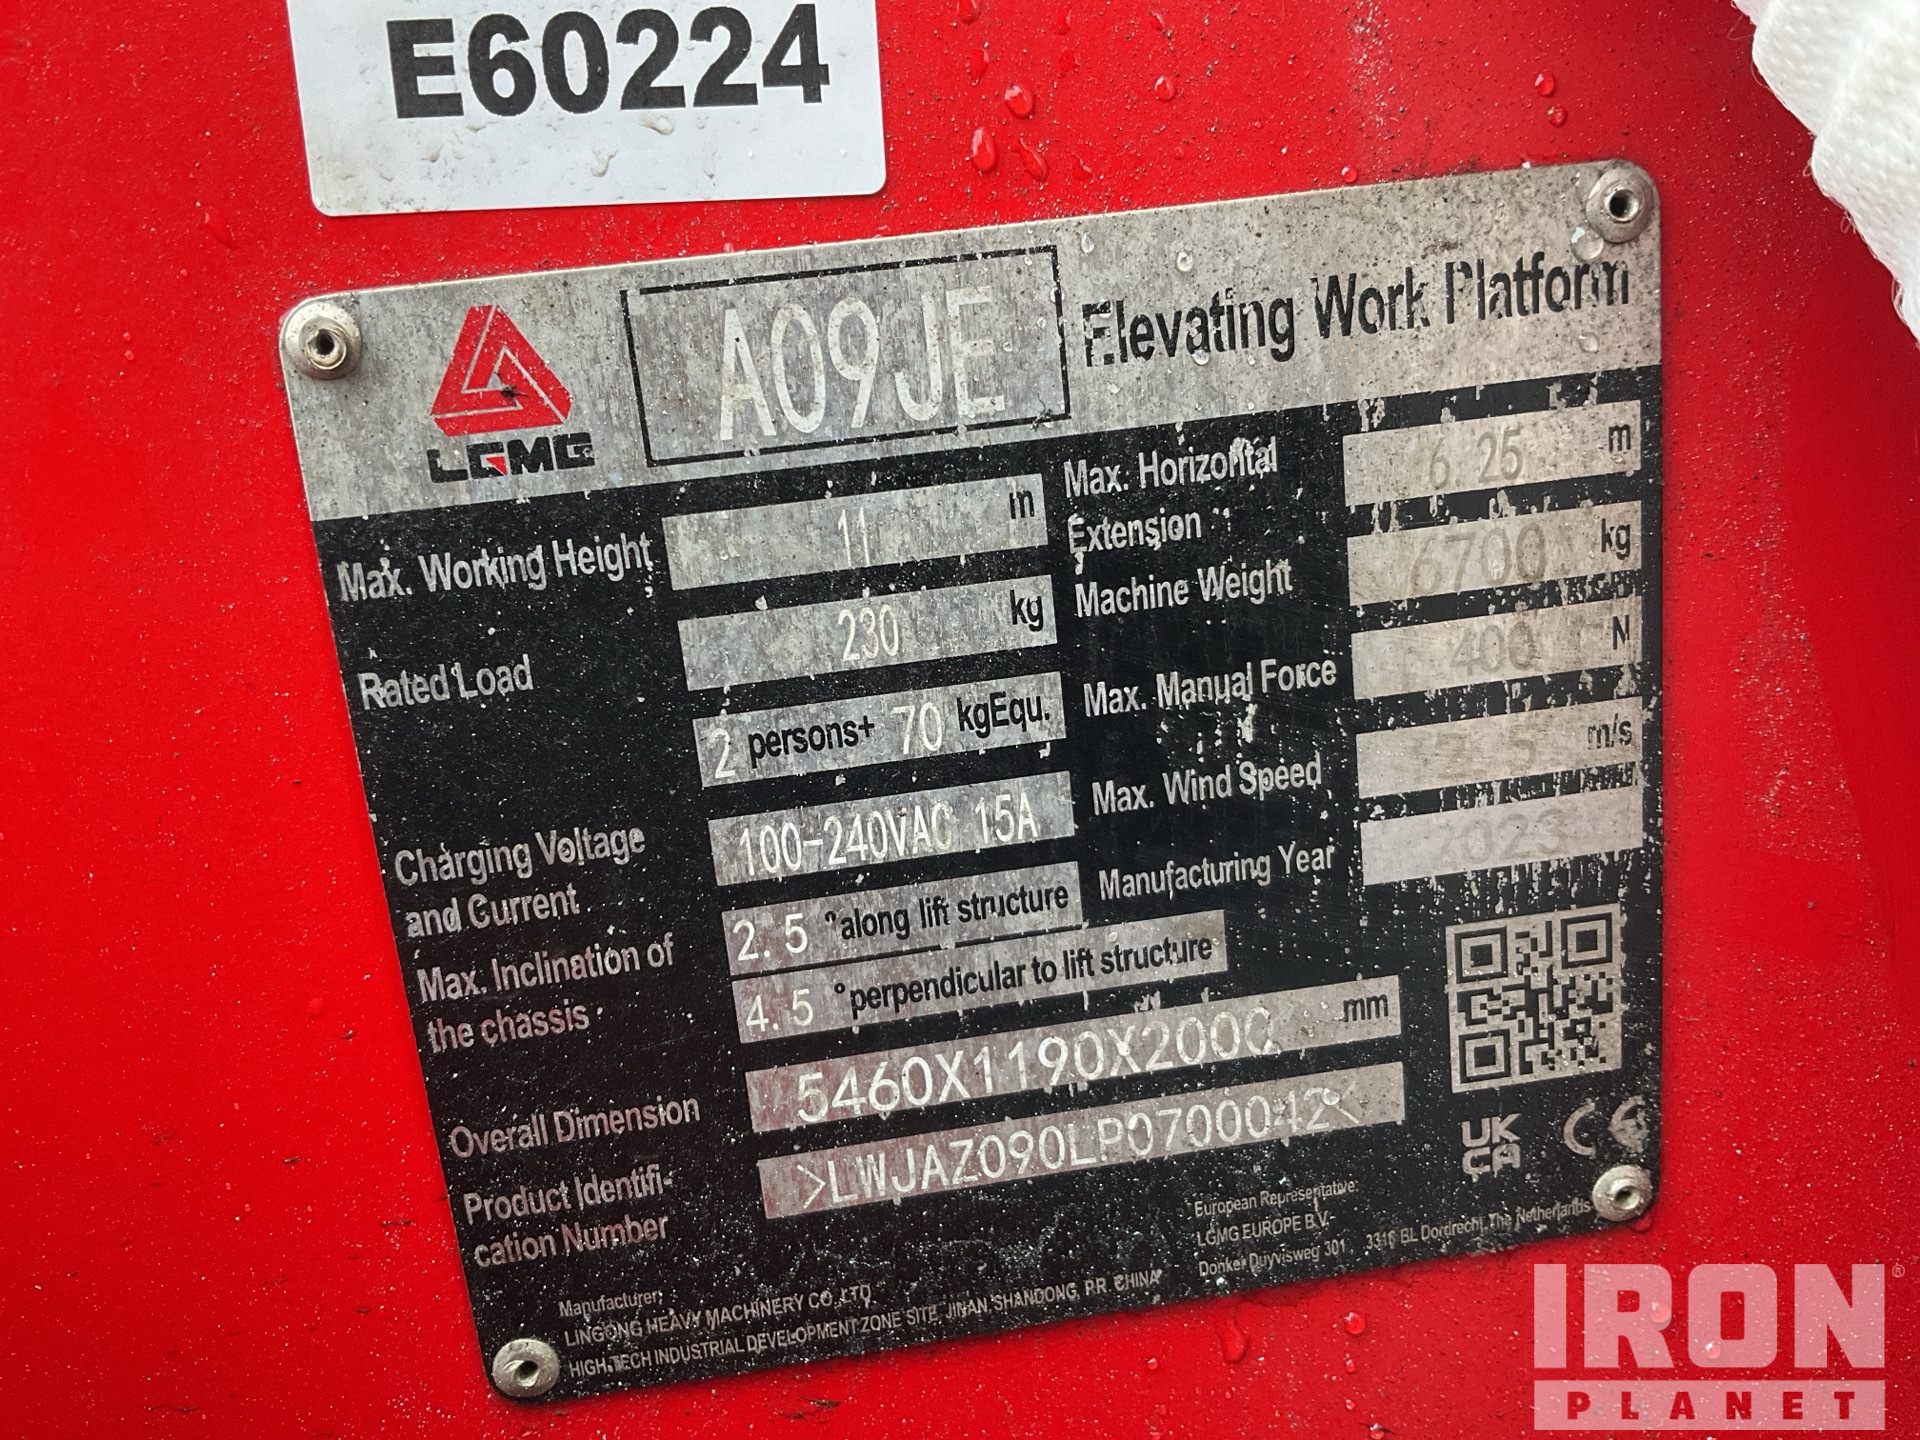 E60224
LGMG
A09JE
Elevating Work Platform
Max. Working Height 11 m
Rated Load 230 kg
2 persons+ 70 kgEqu.
Charging Voltage
and Current
100-240VAC 15A
Max. Inclination of
the chassis
2.5 °along lift structure
4.5 °perpendicular to lift structure
Overall Dimension 5460X1190X2000 mm
Product Identifi-
cation Number
>LWJAZ090LP0700042<
Max. Horizontal
Extension
6.25 m
Machine Weight 6700 kg
Max. Manual Force 400 N
Max. Wind Speed m/s
Manufacturing Year 2023
UK
CA
CE
European Representative:
LGMG EUROPE B.V.
Donker Duyvisweg 301 3316 BL Dordrecht, The Netherlands
Manufacturer:
LINGONG HEAVY MACHINERY CO.,LTD
HIGH-TECH INDUSTRIAL DEVELOPMENT ZONE SITE, JINAN SHANDONG, P.R. CHINA
IRON ®
PLANET